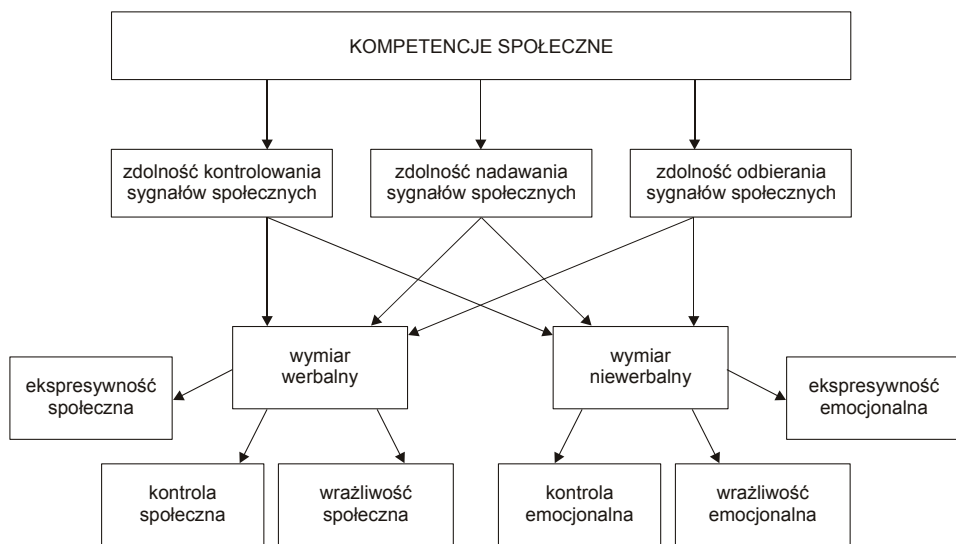 KOMPETENCJE SPOŁECZNE
zdolność kontrolowania
sygnałów społecznych
zdolność nadawania
sygnałów społecznych
zdolność odbierania
sygnałów społecznych
wymiar
werbalny
wymiar
niewerbalny
ekspresywność
społeczna
ekspresywność
emocjonalna
kontrola
społeczna
wrażliwość
społeczna
kontrola
emocjonalna
wrażliwość
emocjonalna